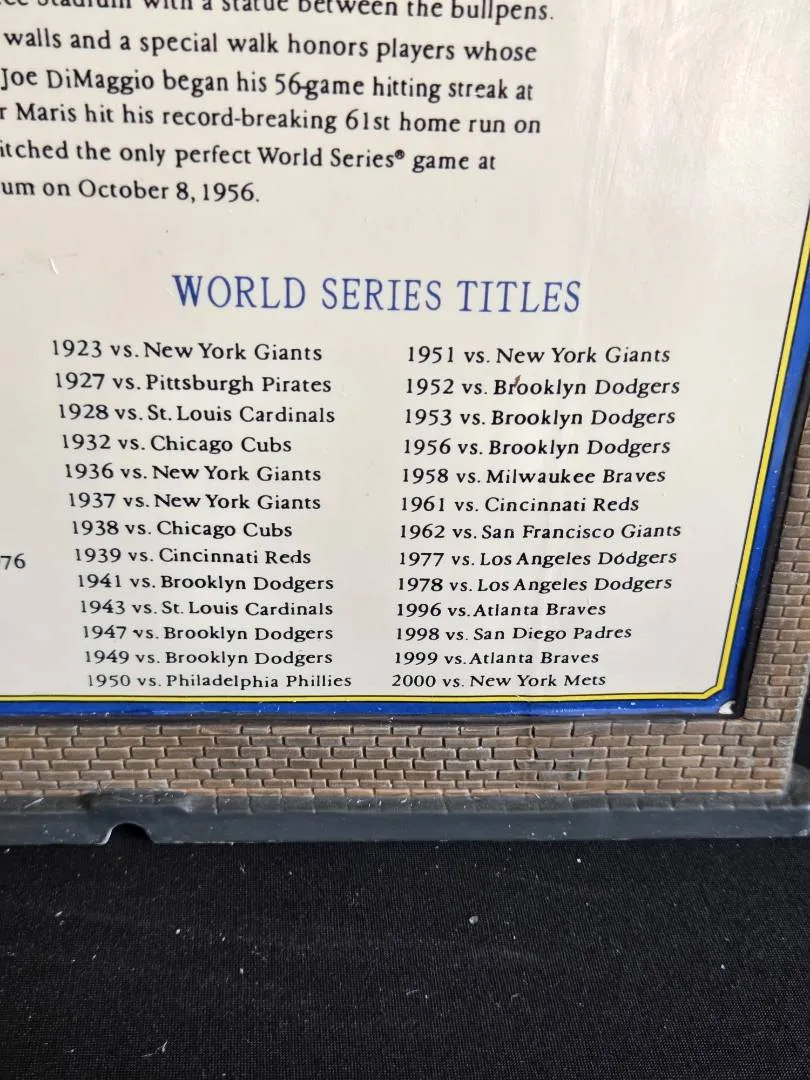 Stadium with a statue between the bullpens.
walls and a special walk honors players whose
Joe DiMaggio began his 56-game hitting streak at
r Maris hit his record-breaking 61st home run on
itched the only perfect World Series® game at
um on October 8, 1956.
WORLD SERIES TITLES
1923 vs. New York Giants
1927 vs. Pittsburgh Pirates
1928 vs. St. Louis Cardinals
1932 vs. Chicago Cubs
1936 vs. New York Giants
1937 vs. New York Giants
1938 vs. Chicago Cubs
1939 vs. Cincinnati Reds
1941 vs. Brooklyn Dodgers
1943 vs. St. Louis Cardinals
1947 vs. Brooklyn Dodgers
1949 vs. Brooklyn Dodgers
1950 vs. Philadelphia Phillies
1951 vs. New York Giants
1952 vs. Brooklyn Dodgers
1953 vs. Brooklyn Dodgers
1956 vs. Brooklyn Dodgers
1958 vs. Milwaukee Braves
1961 vs. Cincinnati Reds
1962 vs. San Francisco Giants
1977 vs. Los Angeles Dodgers
1978 vs. Los Angeles Dodgers
1996 vs. Atlanta Braves
1998 vs. San Diego Padres
1999 vs. Atlanta Braves
2000 vs. New York Mets
76